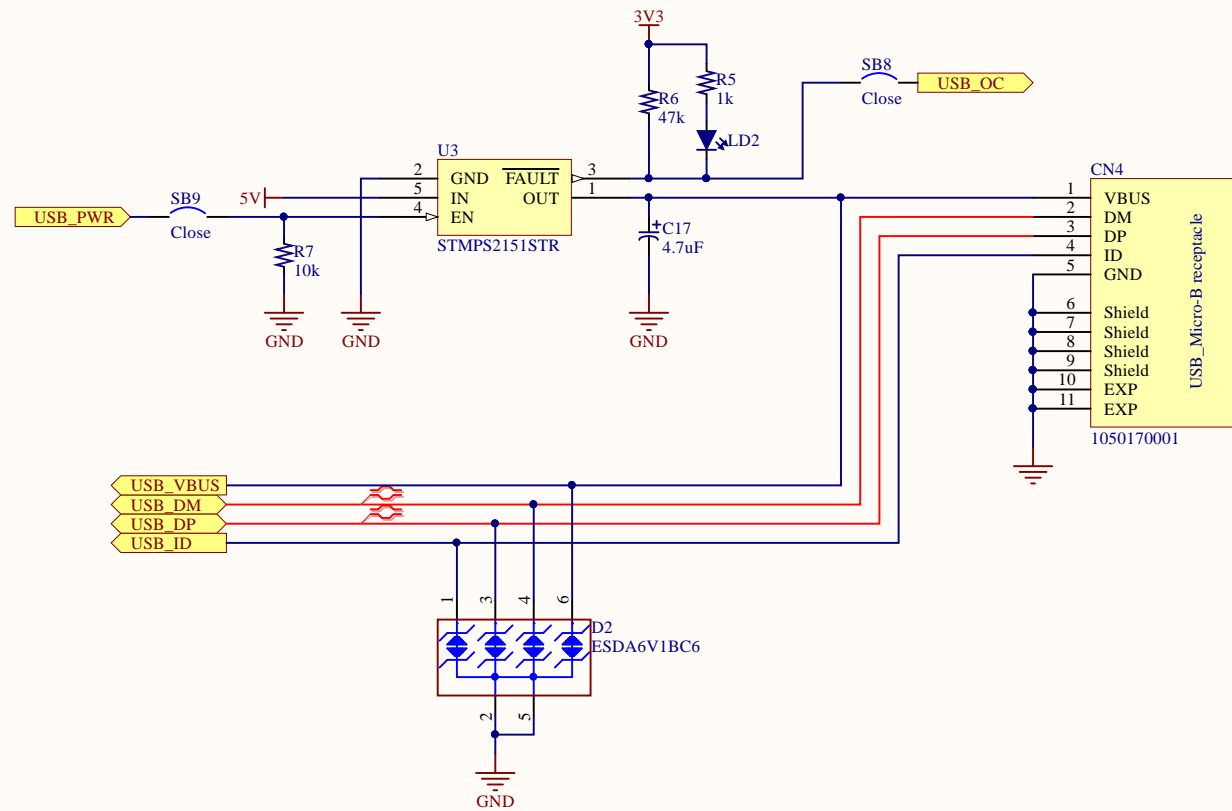 3V3
SB8
USB_OC
Close
R5
1k
R6
47k
LD2
U3
2 GND FAULT 3
5V 5 IN OUT 1
4 EN
STMPS2151STR
SB9
USB_PWR
Close
R7
10k
GND
GND
+
C17
4.7uF
GND
CN4
1 VBUS
2 DM
3 DP
4 ID
5 GND
6 Shield
7 Shield
8 Shield
9 Shield
10 EXP
11 EXP
USB_Micro-B receptacle
1050170001
GND
USB_VBUS
USB_DM
USB_DP
USB_ID
1 3 4 6
D2
ESDA6V1BC6
2 5